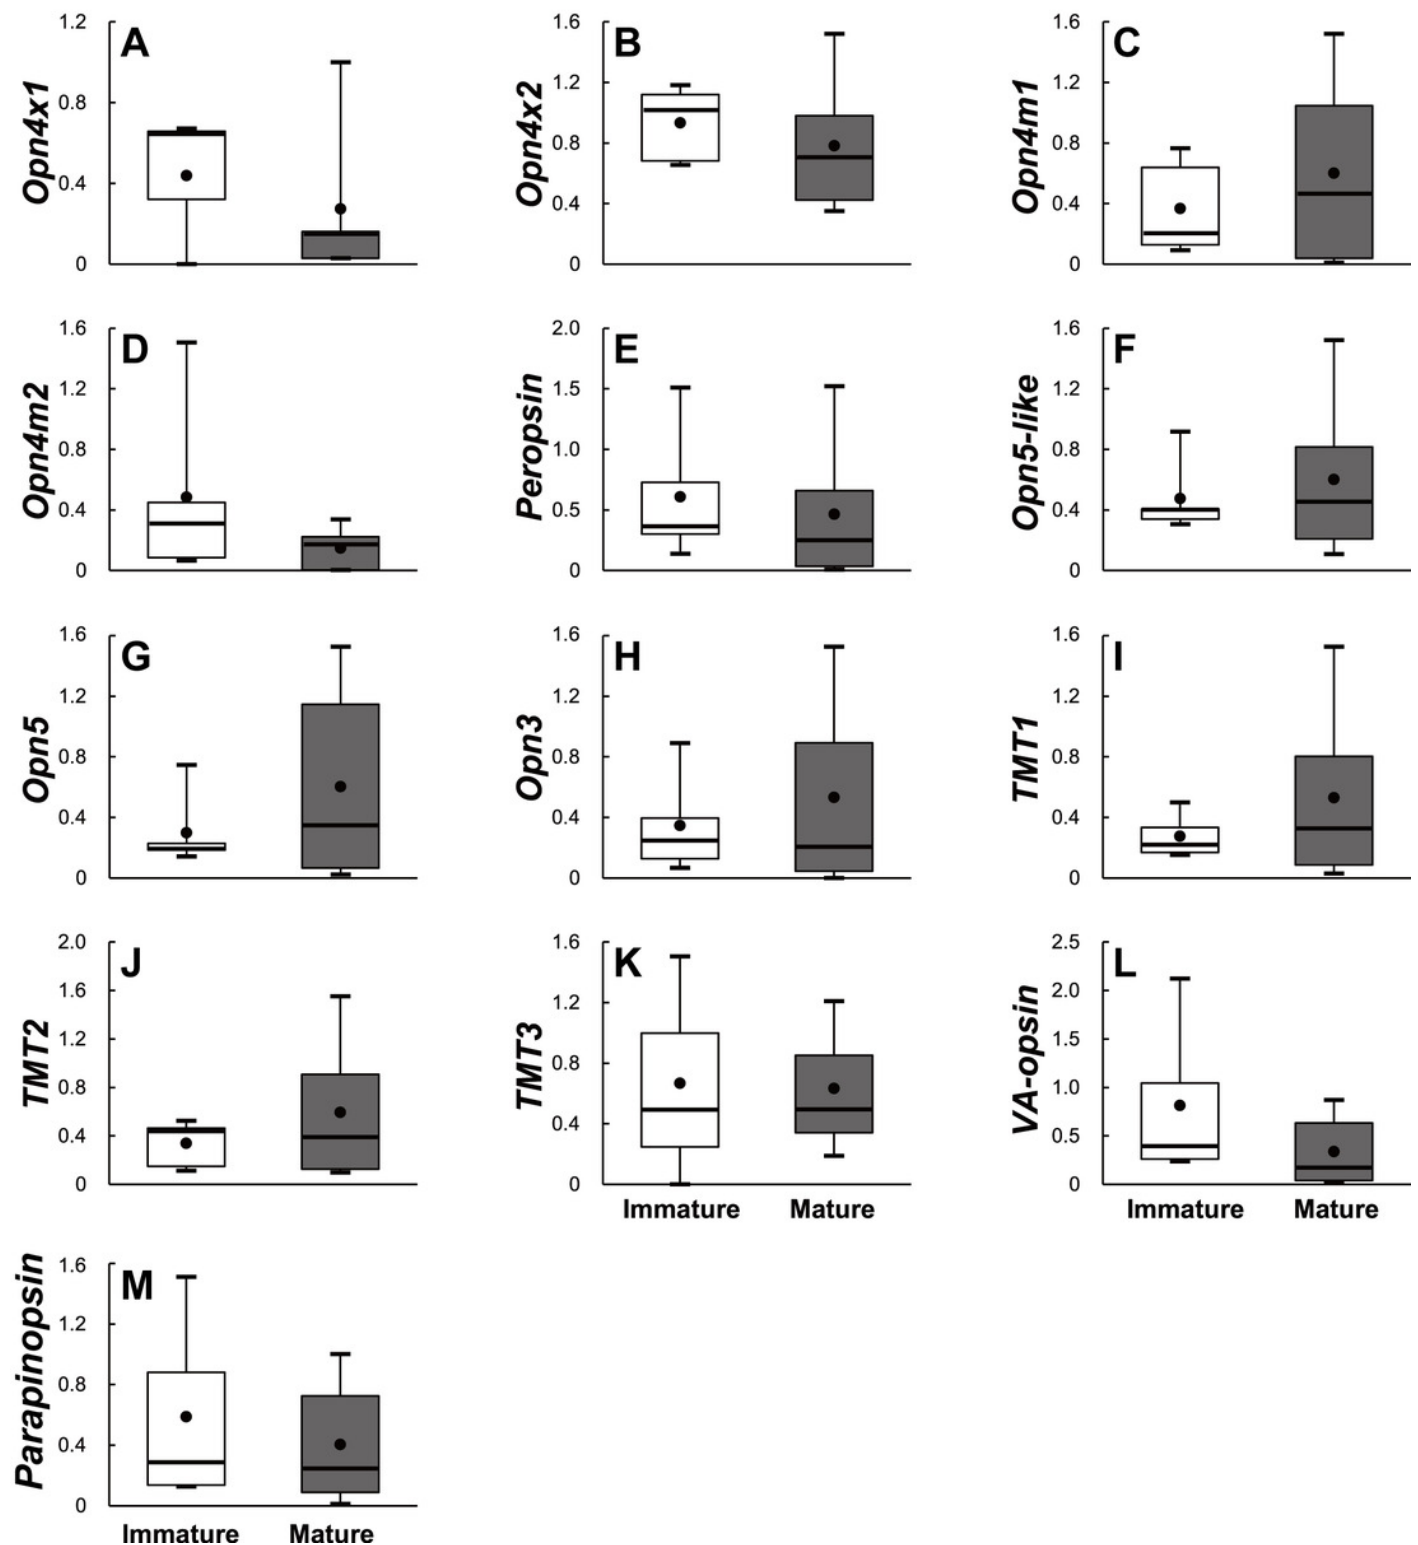 A
Opn4x1
1.2
0.8
0.4
0
B
Opn4x2
1.6
1.2
0.8
0.4
0
C
Opn4m1
1.6
1.2
0.8
0.4
0
D
Opn4m2
1.6
1.2
0.8
0.4
0
E
Peropsin
2.0
1.5
1.0
0.5
0
F
Opn5-like
1.6
1.2
0.8
0.4
0
G
Opn5
1.6
1.2
0.8
0.4
0
H
Opn3
1.6
1.2
0.8
0.4
0
I
TMT1
1.6
1.2
0.8
0.4
0
J
TMT2
2.0
1.6
1.2
0.8
0.4
0
K
TMT3
1.6
1.2
0.8
0.4
0
Immature Mature
L
VA-opsin
2.5
2.0
1.5
1.0
0.5
0
Immature Mature
M
Parapinopsin
1.6
1.2
0.8
0.4
0
Immature Mature